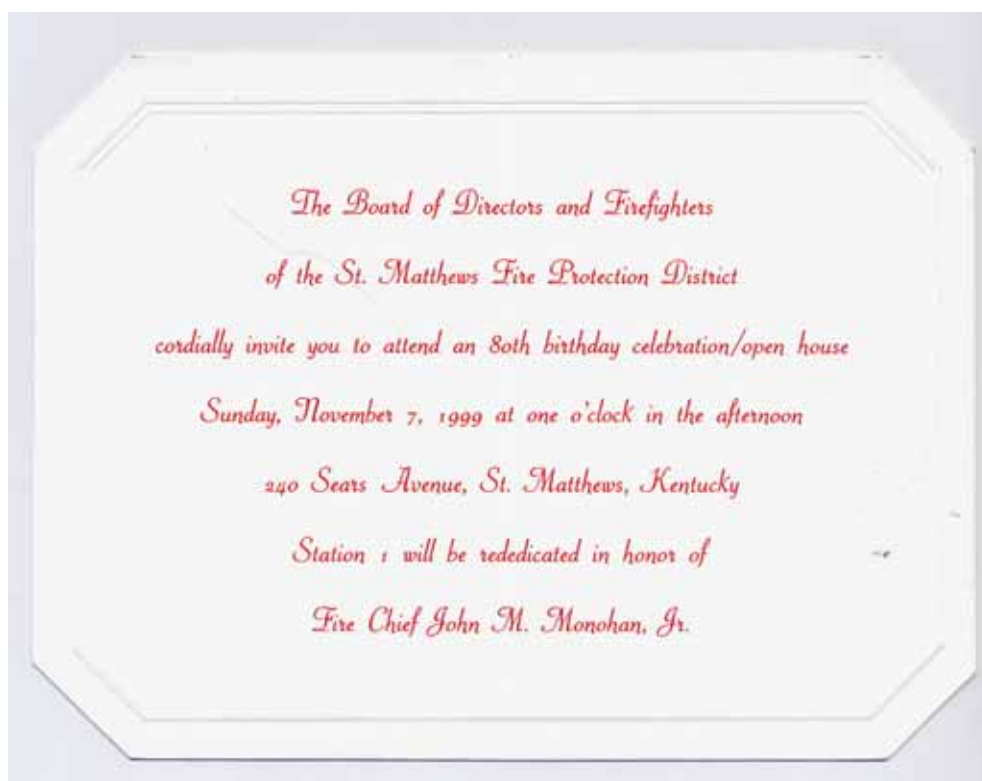 The Board of Directors and Firefighters
of the St. Matthews Fire Protection District
cordially invite you to attend an 80th birthday celebration/open house
Sunday, November 7, 1999 at one o'clock in the afternoon
240 Sears Avenue, St. Matthews, Kentucky
Station 1 will be rededicated in honor of
Fire Chief John M. Monohan, Jr.